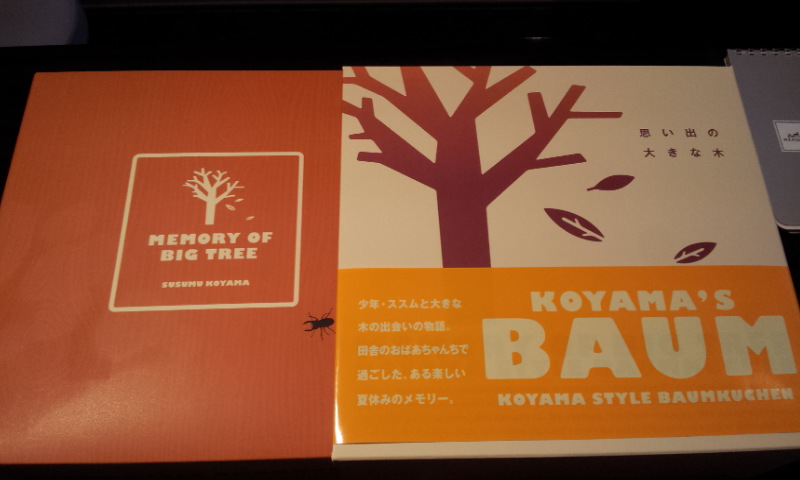 MEMORY OF
BIG TREE
SUSUMU KOYAMA
思い出の
大きな木
少年・ススムと大きな
木の出会いの物語。
田舎のおばあちゃんちで
過ごした、ある楽しい
夏休みのメモリー。
KOYAMA'S
BAUM
KOYAMA STYLE BAUMKUCHEN